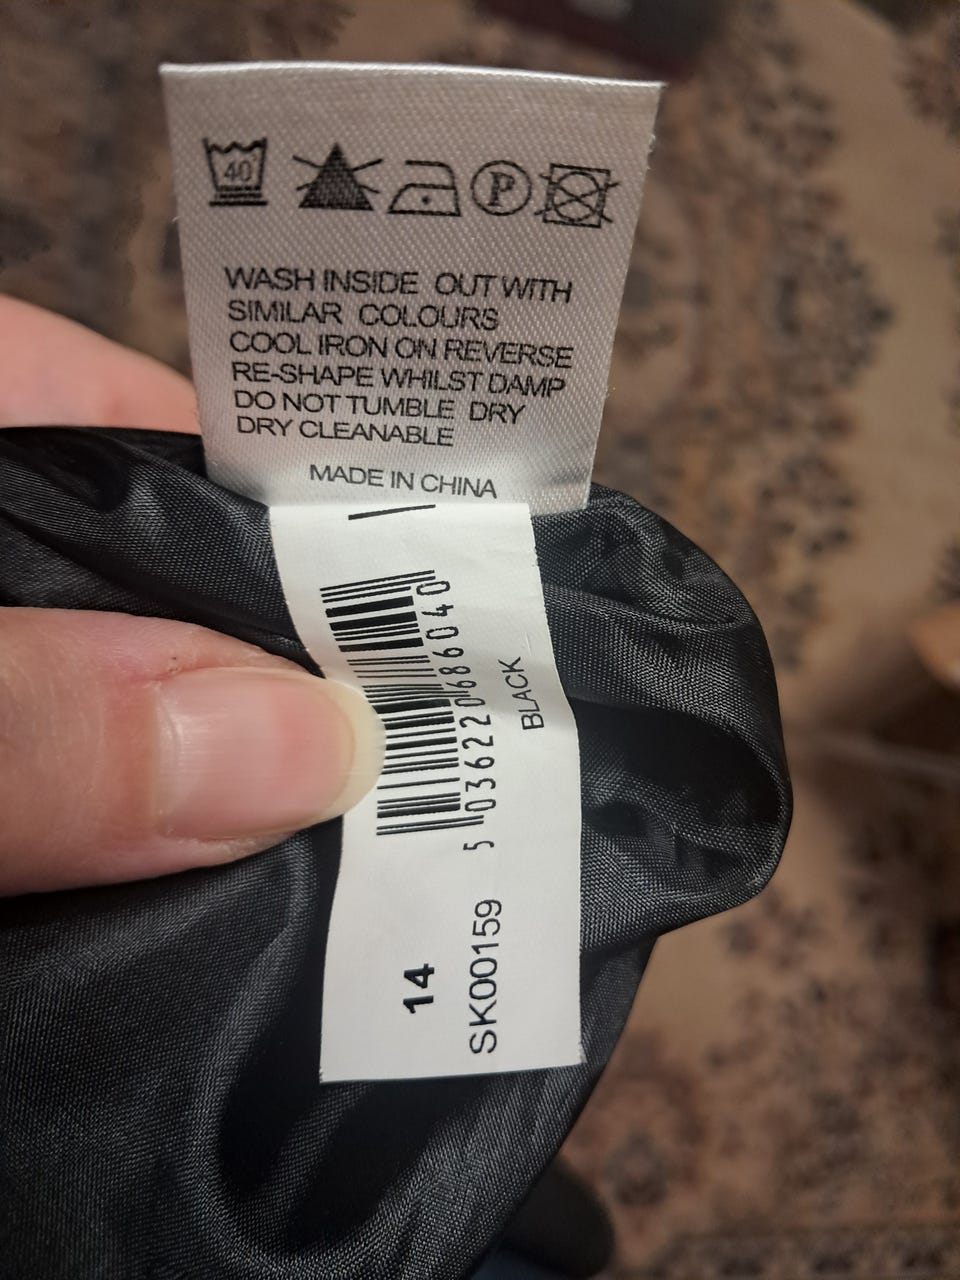 40
P
WASH INSIDE OUT WITH
SIMILAR COLOURS
COOL IRON ON REVERSE
RE-SHAPE WHILST DAMP
DO NOT TUMBLE DRY
DRY CLEANABLE
MADE IN CHINA
5 036220 686040
BLACK
14
SK00159